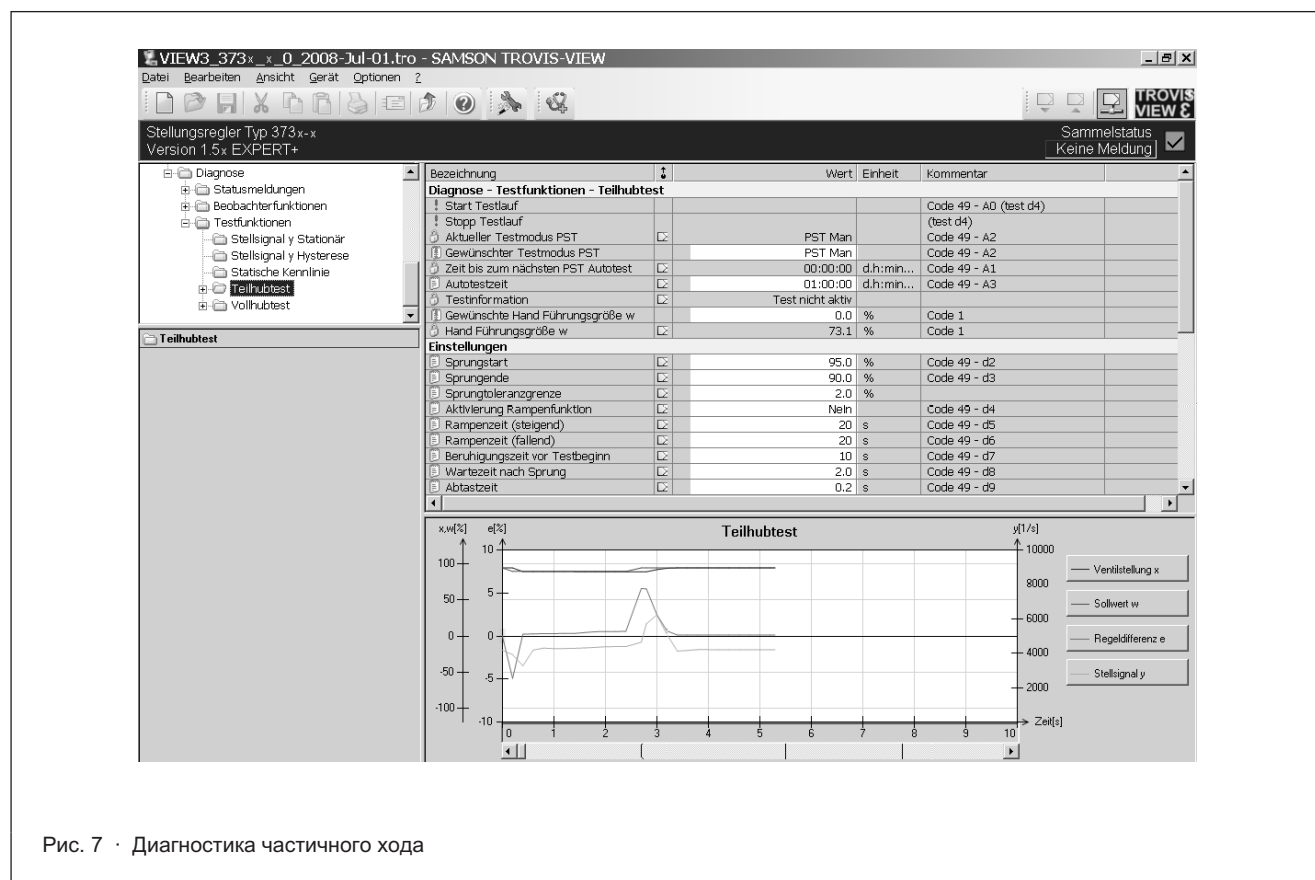 VIEW3_373x_x_0_2008-Jul-01.tro - SAMSON TROVIS-VIEW
Datei Bearbeiten Ansicht Gerät Optionen ?
TROVIS
VIEW 3
Stellungsregler Typ 373x-x
Version 1.5x EXPERT+
Sammelstatus
Keine Meldung
Diagnose
Statusmeldungen
Beobachterfunktionen
Testfunktionen
Stellsignal y Stationär
Stellsignal y Hysterese
Statische Kennlinie
Teilhubtest
Vollhubtest
Teilhubtest
Bezeichnung Wert Einheit Kommentar
Diagnose - Testfunktionen - Teilhubtest
Start Testlauf Code 49 - A0 (test d4)
Stopp Testlauf (test d4)
Aktueller Testmodus PST PST Man Code 49 - A2
Gewünschter Testmodus PST PST Man Code 49 - A2
Zeit bis zum nächsten PST Autotest 00:00:00 d.h:min... Code 49 - A1
Autotestzeit 01:00:00 d.h:min... Code 49 - A3
Testinformation Test nicht aktiv
Gewünschte Hand Führungsgröße w 0.0 % Code 1
Hand Führungsgröße w 73.1 % Code 1
Einstellungen
Sprungstart 95.0 % Code 49 - d2
Sprungende 90.0 % Code 49 - d3
Sprungtoleranzgrenze 2.0 %
Aktivierung Rampenfunktion Nein Code 49 - d4
Rampenzeit (steigend) 20 s Code 49 - d5
Rampenzeit (fallend) 20 s Code 49 - d6
Beruhigungszeit vor Testbeginn 10 s Code 49 - d7
Wartezeit nach Sprung 2.0 s Code 49 - d8
Abtastzeit 0.2 s Code 49 - d9
x,w[%] e[%] Teilhubtest y[1/s]
10 10000
100
8000
50 5
6000
0 0
4000
-50 -5
2000
-100 -10
0 1 2 3 4 5 6 7 8 9 10
Zeit[s]
Ventilstellung x
Sollwert w
Regeldifferenz e
Stellsignal y
Рис. 7 · Диагностика частичного хода